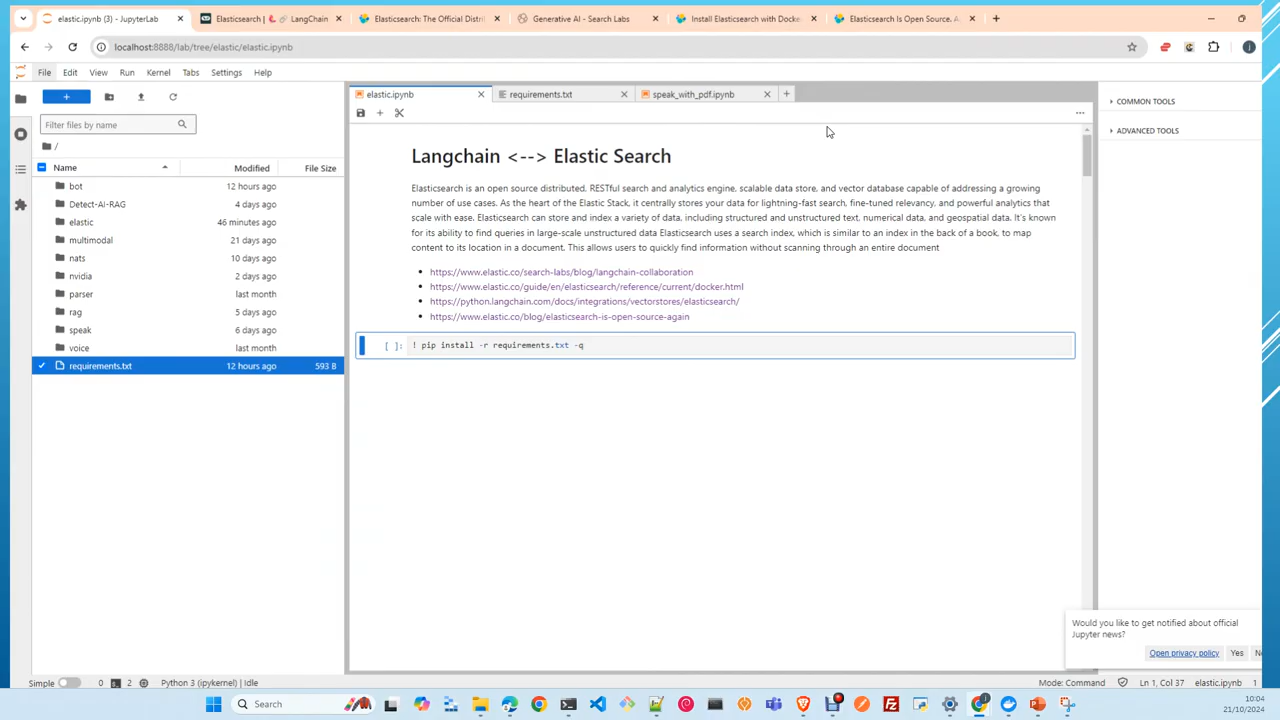 elastic.ipynb (3) - JupyterLab
Elasticsearch | 🦜️🔗 LangChain
Elasticsearch: The Official Distri
Generative AI - Search Labs
Install Elasticsearch with Docke
Elasticsearch Is Open Source. A
localhost:8888/lab/tree/elastic/elastic.ipynb
File Edit View Run Kernel Tabs Settings Help
Filter files by name
/
Name Modified File Size
bot 12 hours ago
Detect-AI-RAG 4 days ago
elastic 46 minutes ago
multimodal 21 days ago
nats 10 days ago
nvidia 2 days ago
parser last month
rag 5 days ago
speak 6 days ago
voice last month
requirements.txt 12 hours ago 593 B
elastic.ipynb
requirements.txt
speak_with_pdf.ipynb
Langchain <--> Elastic Search
Elasticsearch is an open source distributed, RESTful search and analytics engine, scalable data store, and vector database capable of addressing a growing
number of use cases. As the heart of the Elastic Stack, it centrally stores your data for lightning-fast search, fine-tuned relevancy, and powerful analytics that
scale with ease. Elasticsearch can store and index a variety of data, including structured and unstructured text, numerical data, and geospatial data. It's known
for its ability to find queries in large-scale unstructured data Elasticsearch uses a search index, which is similar to an index in the back of a book, to map
content to its location in a document. This allows users to quickly find information without scanning through an entire document
https://www.elastic.co/search-labs/blog/langchain-collaboration
https://www.elastic.co/guide/en/elasticsearch/reference/current/docker.html
https://python.langchain.com/docs/integrations/vectorstores/elasticsearch/
https://www.elastic.co/blog/elasticsearch-is-open-source-again
[ ]: ! pip install -r requirements.txt -q
COMMON TOOLS
ADVANCED TOOLS
Would you like to get notified about official
Jupyter news?
Open privacy policy Yes N
Simple 0 2 Python 3 (ipykernel) | Idle
Mode: Command Ln 1, Col 37 elastic.ipynb 1
Search
10:04
21/10/2024